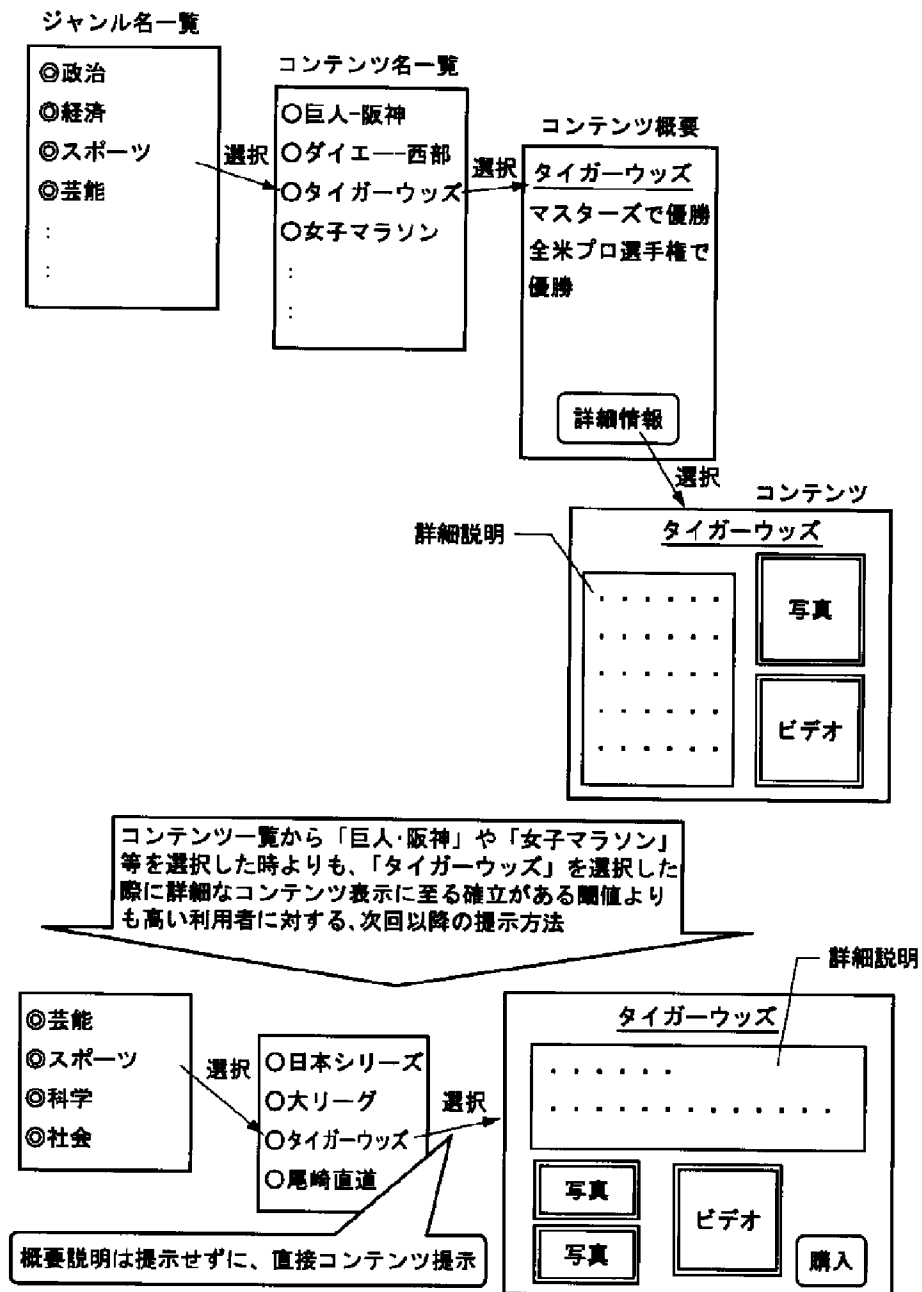 ジャンル名一覧
◎政治
◎経済
◎スポーツ
◎芸能
:
:
選択
コンテンツ名一覧
○巨人-阪神
○ダイエ--西部
○タイガーウッズ
○女子マラソン
:
:
選択
コンテンツ概要
タイガーウッズ
マスターズで優勝
全米プロ選手権で
優勝
詳細情報
選択
コンテンツ
タイガーウッズ
詳細説明
写真
ビデオ
コンテンツ一覧から「巨人・阪神」や「女子マラソン」
等を選択した時よりも、「タイガーウッズ」を選択した
際に詳細なコンテンツ表示に至る確立がある閾値より
も高い利用者に対する、次回以降の提示方法
◎芸能
◎スポーツ
◎科学
◎社会
選択
○日本シリーズ
○大リーグ
○タイガーウッズ
○尾崎直道
選択
詳細説明
タイガーウッズ
写真
写真
ビデオ
購入
概要説明は提示せずに、直接コンテンツ提示